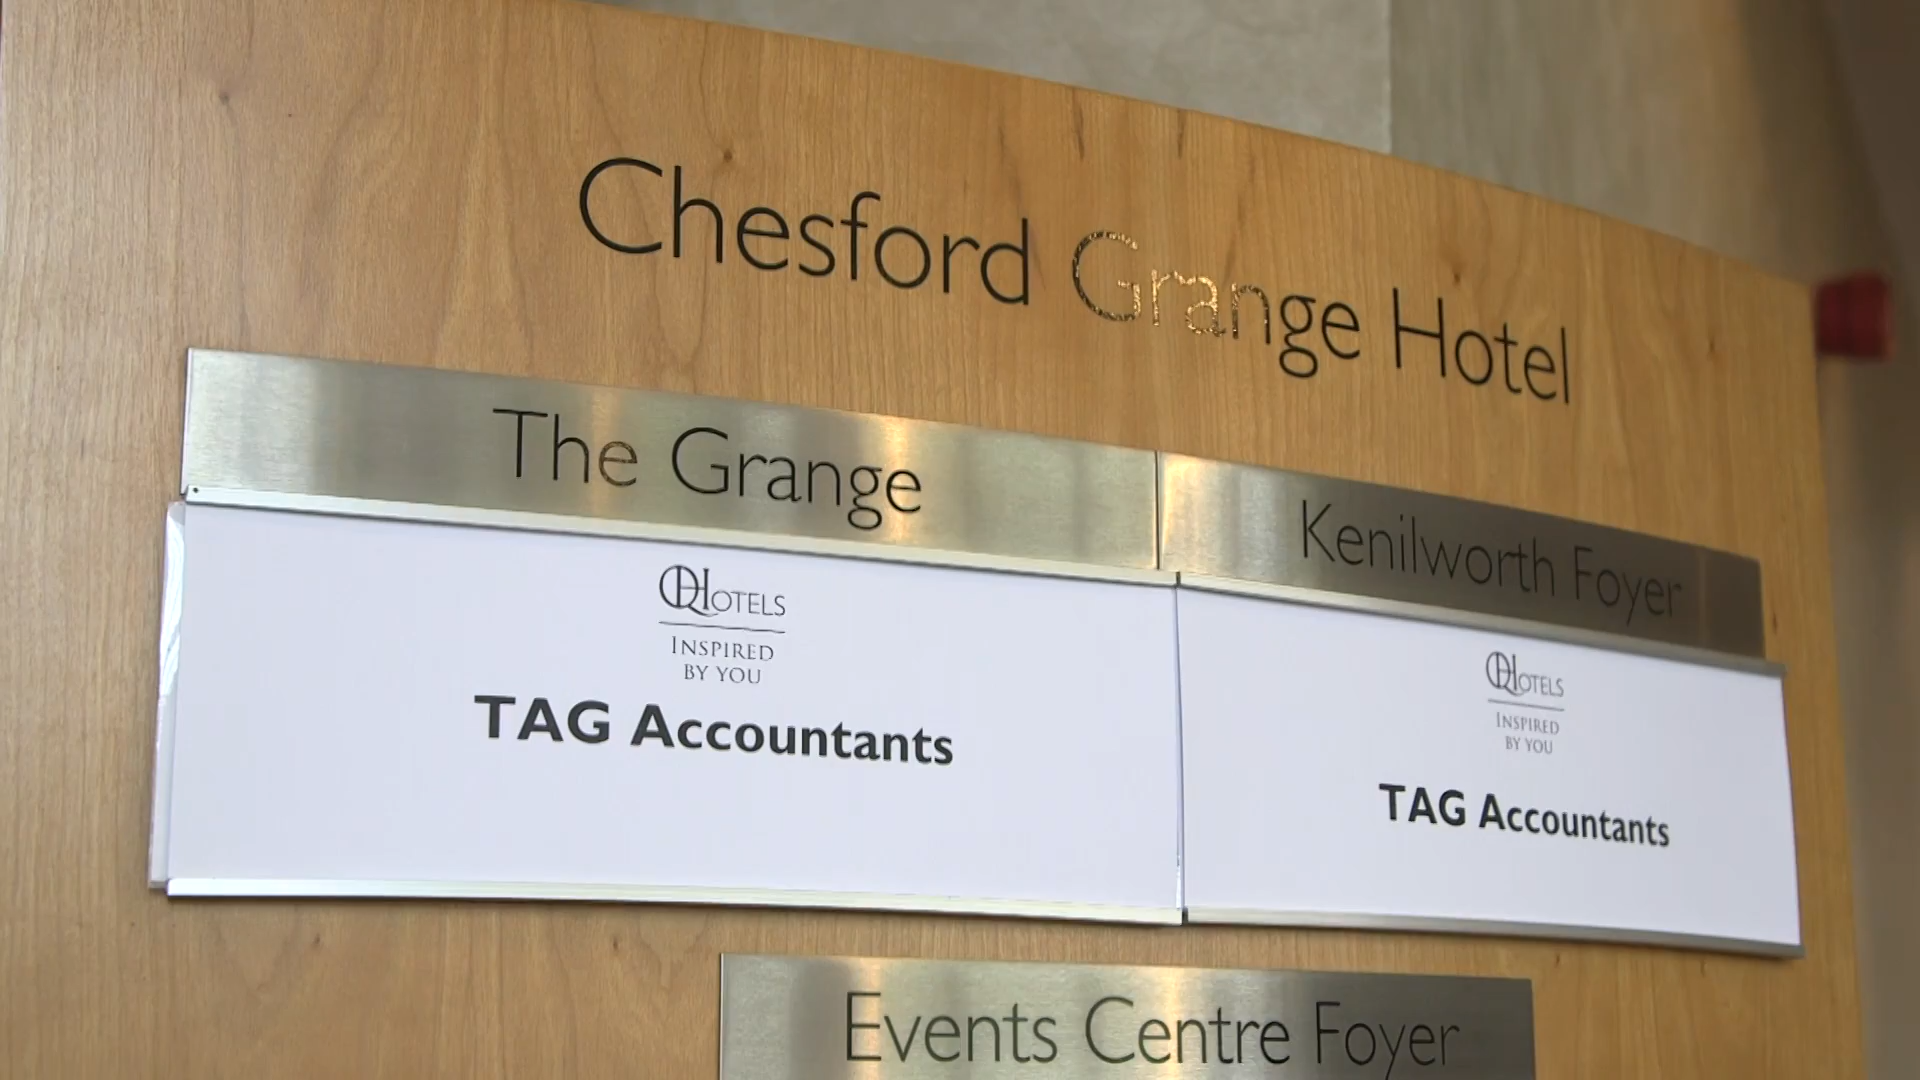 Chesford Grange Hotel
The Grange
Kenilworth Foyer
QHOTELS
INSPIRED
BY YOU
TAG Accountants
QHOTELS
INSPIRED
BY YOU
TAG Accountants
Events Centre Foyer